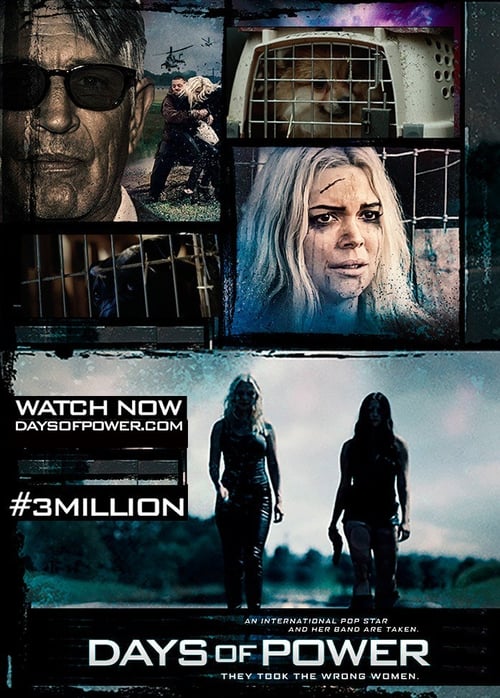 WATCH NOW
DAYSOFPOWER.COM
#3MILLION
AN INTERNATIONAL POP STAR
AND HER BAND ARE TAKEN.
DAYS OF POWER
THEY TOOK THE WRONG WOMEN.